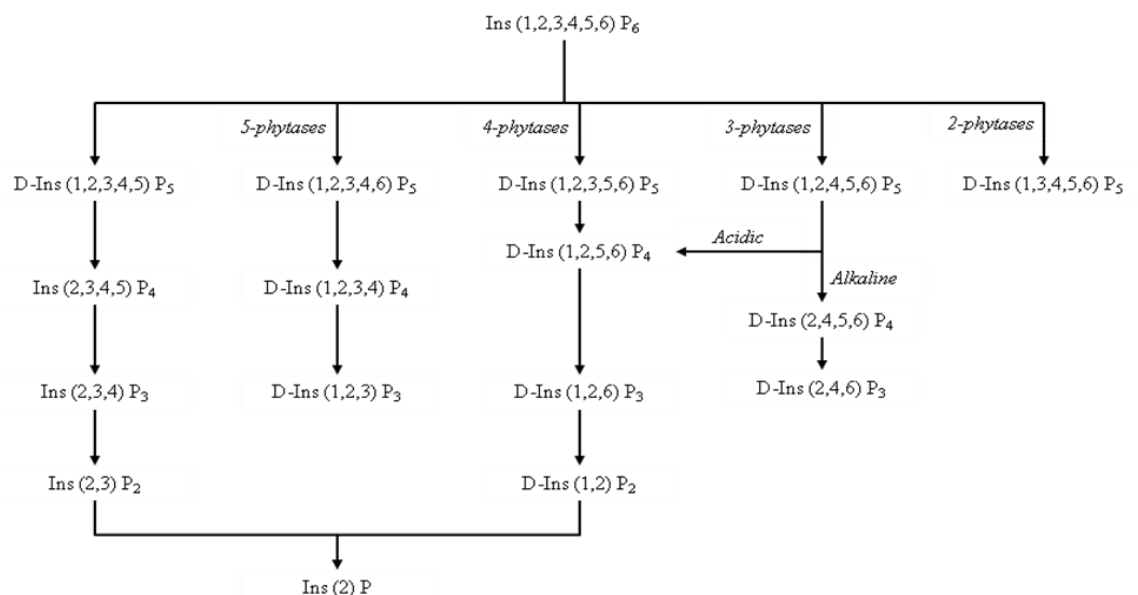 Ins (1,2,3,4,5,6) P₆
5-phytases
4-phytases
3-phytases
2-phytases
D-Ins (1,2,3,4,5) P₅
D-Ins (1,2,3,4,6) P₅
D-Ins (1,2,3,5,6) P₅
D-Ins (1,2,4,5,6) P₅
D-Ins (1,3,4,5,6) P₅
Acidic
D-Ins (1,2,5,6) P₄
Alkaline
Ins (2,3,4,5) P₄
D-Ins (1,2,3,4) P₄
D-Ins (2,4,5,6) P₄
Ins (2,3,4) P₃
D-Ins (1,2,3) P₃
D-Ins (1,2,6) P₃
D-Ins (2,4,6) P₃
Ins (2,3) P₂
D-Ins (1,2) P₂
Ins (2) P